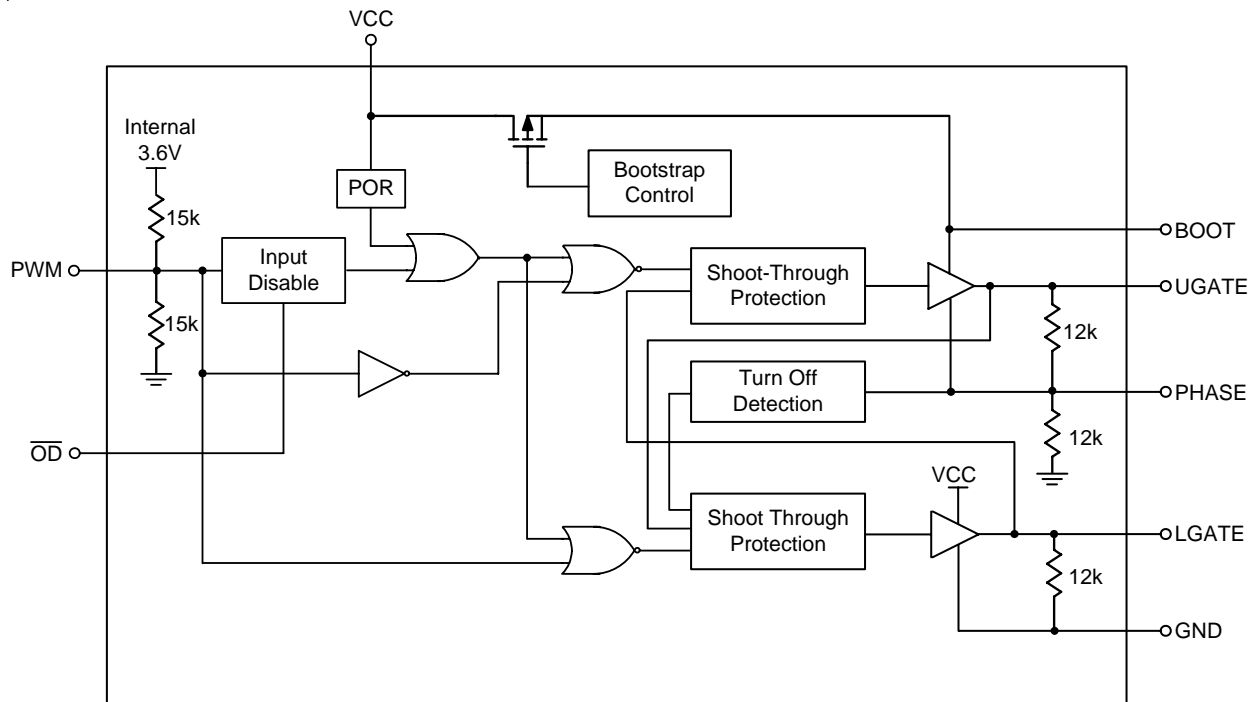 VCC
Internal
3.6V
15k
POR
Bootstrap
Control
BOOT
PWM
Input
Disable
Shoot-Through
Protection
UGATE
15k
12k
Turn Off
Detection
PHASE
OD
12k
VCC
Shoot Through
Protection
LGATE
12k
GND